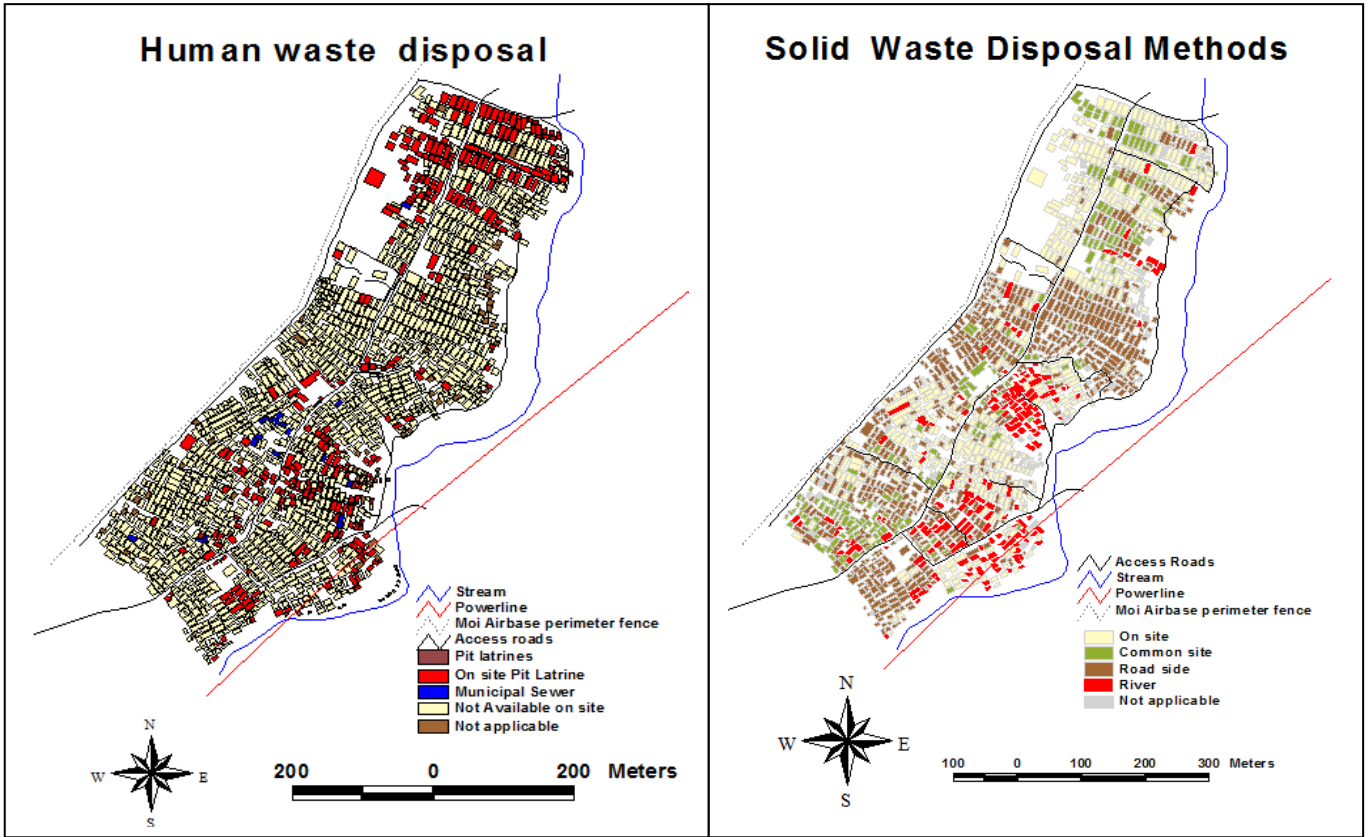 Human waste disposal
Stream
Powerline
Moi Airbase perimeter fence
Access roads
Pit latrines
On site Pit Latrine
Municipal Sewer
Not Available on site
Not applicable
N
W E
S
200 0 200 Meters
Solid Waste Disposal Methods
Access Roads
Stream
Powerline
Moi Airbase perimeter fence
On site
Common site
Road side
River
Not applicable
N
W E
S
100 0 100 200 300 Meters